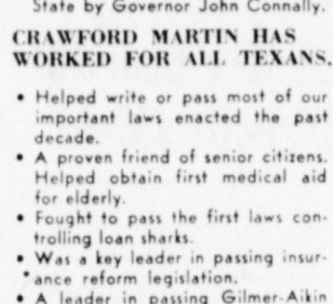 State by Governor John Connally.
CRAWFORD MARTIN HAS
WORKED FOR ALL TEXANS.
• Helped write or pass most of our
important laws enacted the past
decade.
• A proven friend of senior citizens.
Helped obtain first medical aid
for elderly.
• Fought to pass the first laws con-
trolling loan sharks.
• Was a key leader in passing insur-
ance reform legislation.
• A leader in passing Gilmer-Aikin